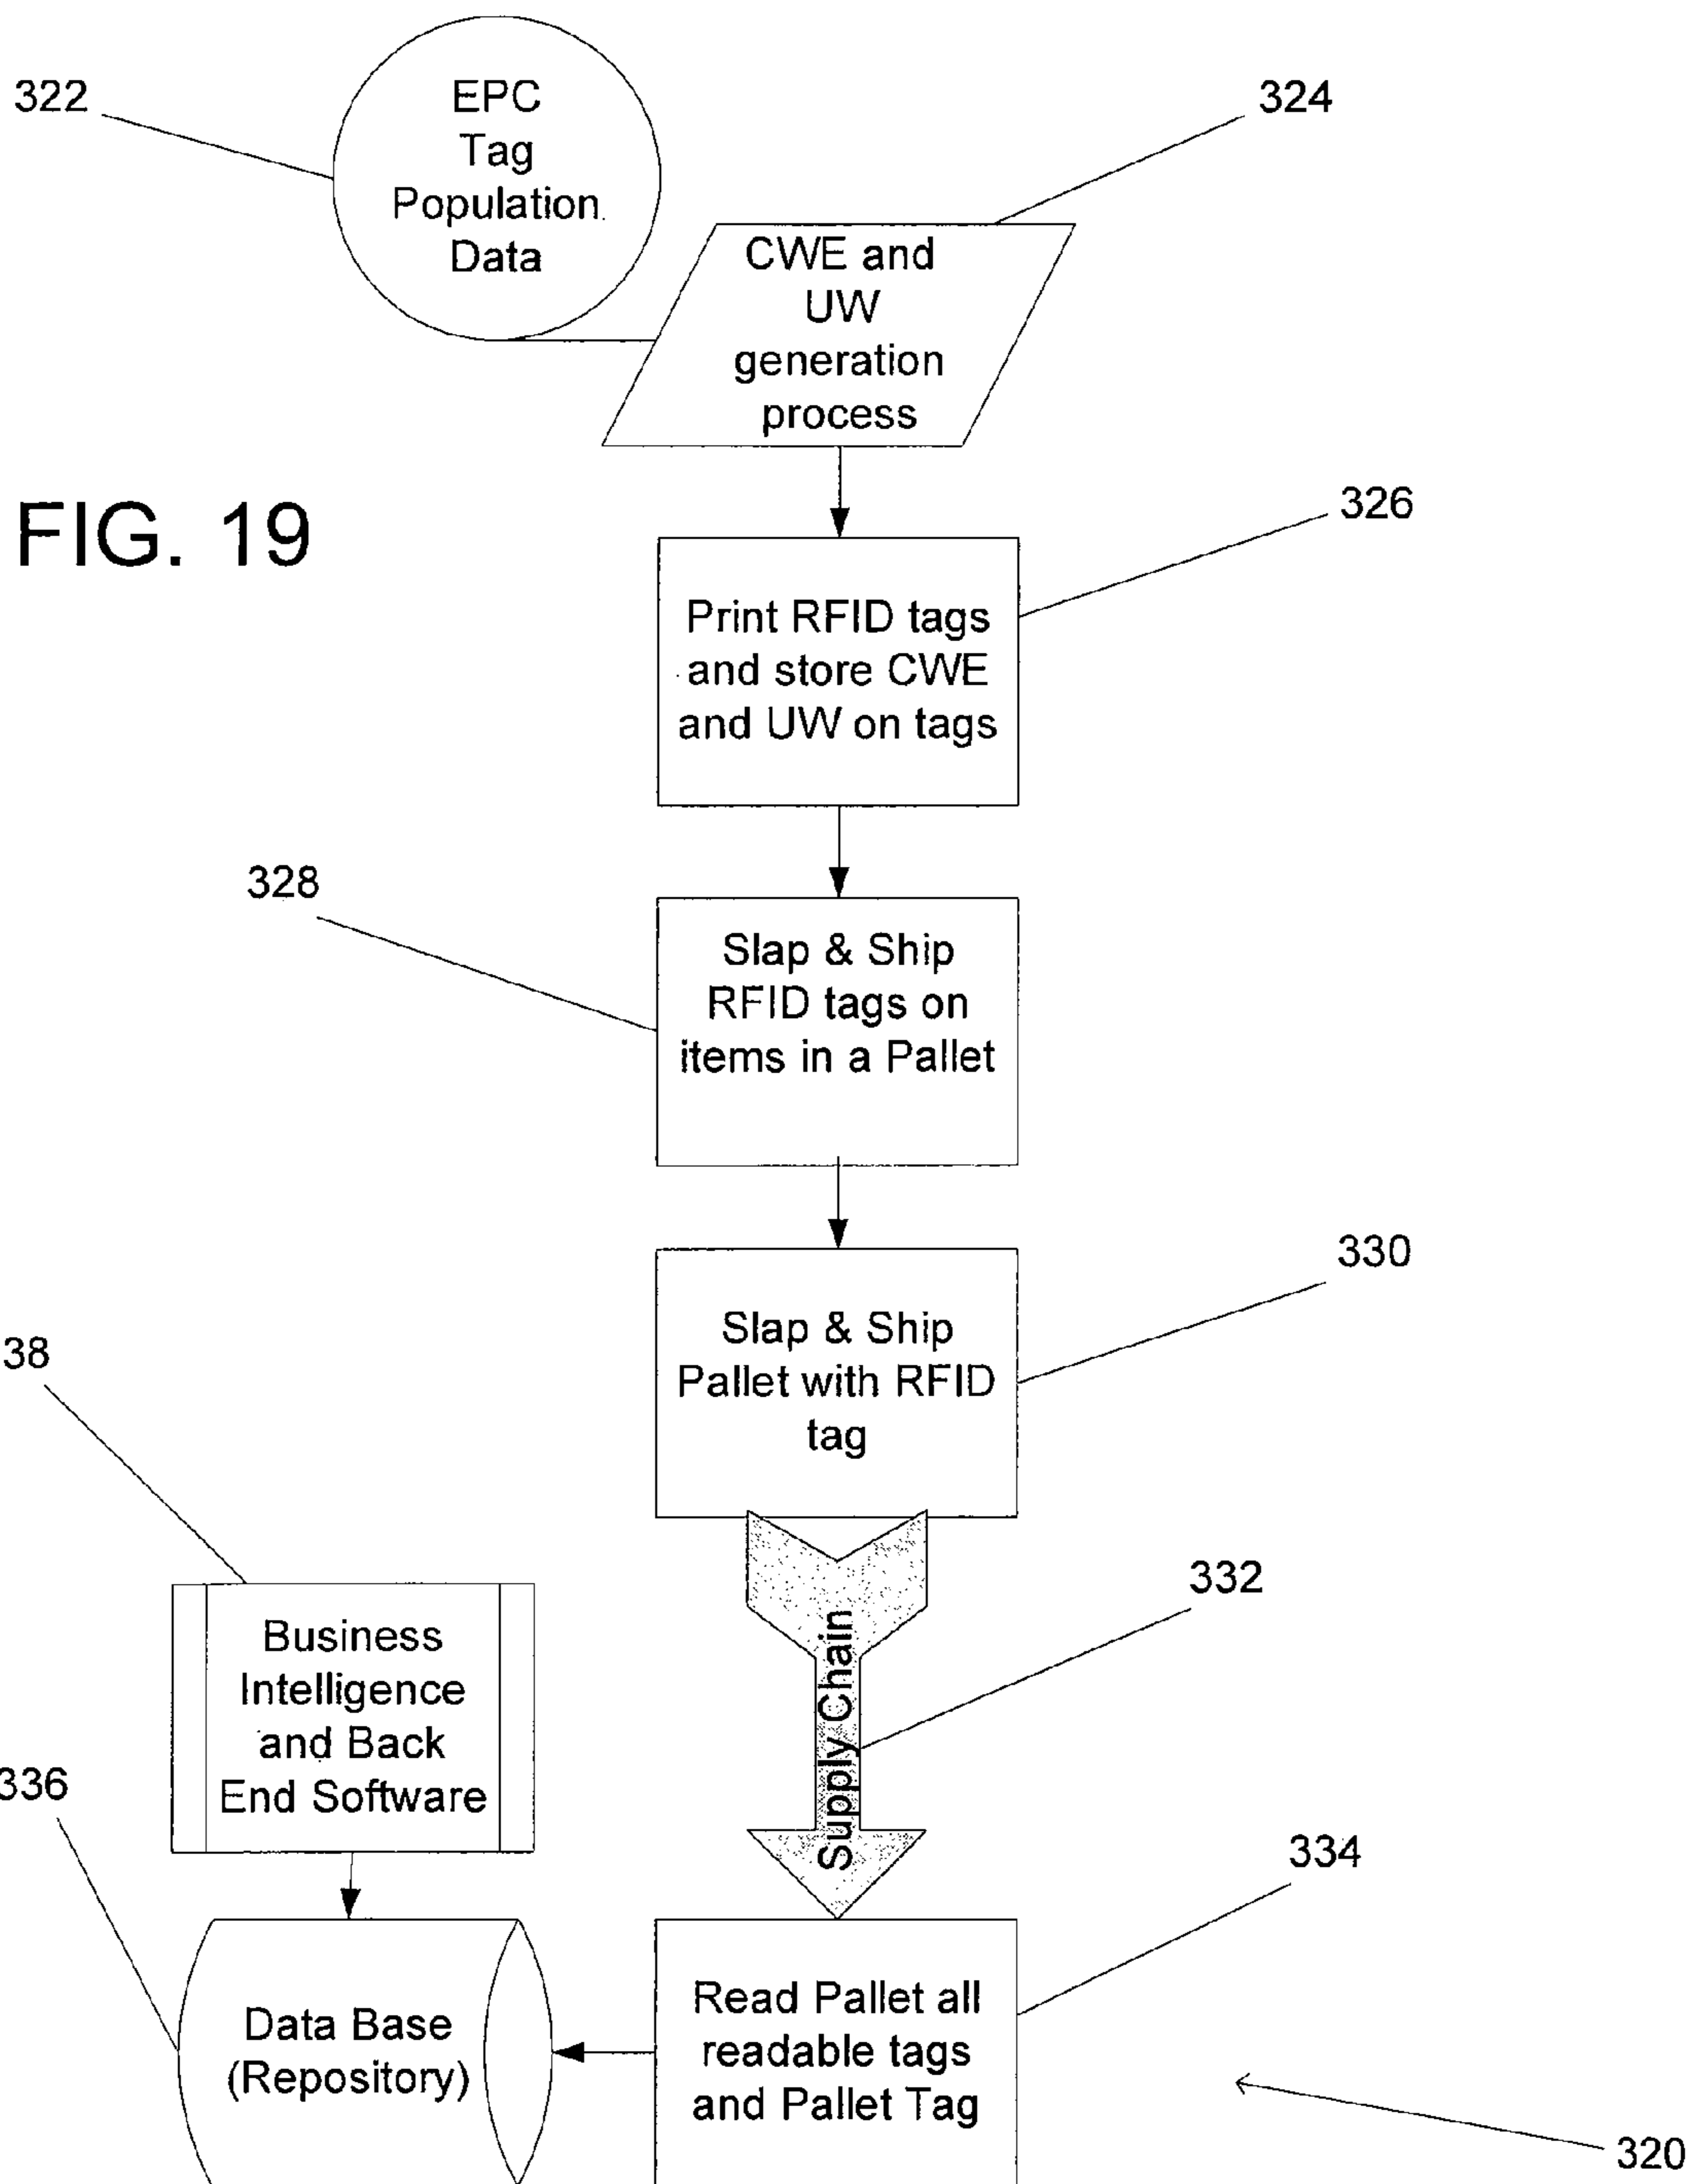 322
EPC
Tag
Population
Data
324
CWE and
UW
generation
process
FIG. 19
326
Print RFID tags
and store CWE
and UW on tags
328
Slap & Ship
RFID tags on
items in a Pallet
330
Slap & Ship
Pallet with RFID
tag
38
Business
Intelligence
and Back
End Software
332
Supply Chain
336
334
Data Base
(Repository)
Read Pallet all
readable tags
and Pallet Tag
320